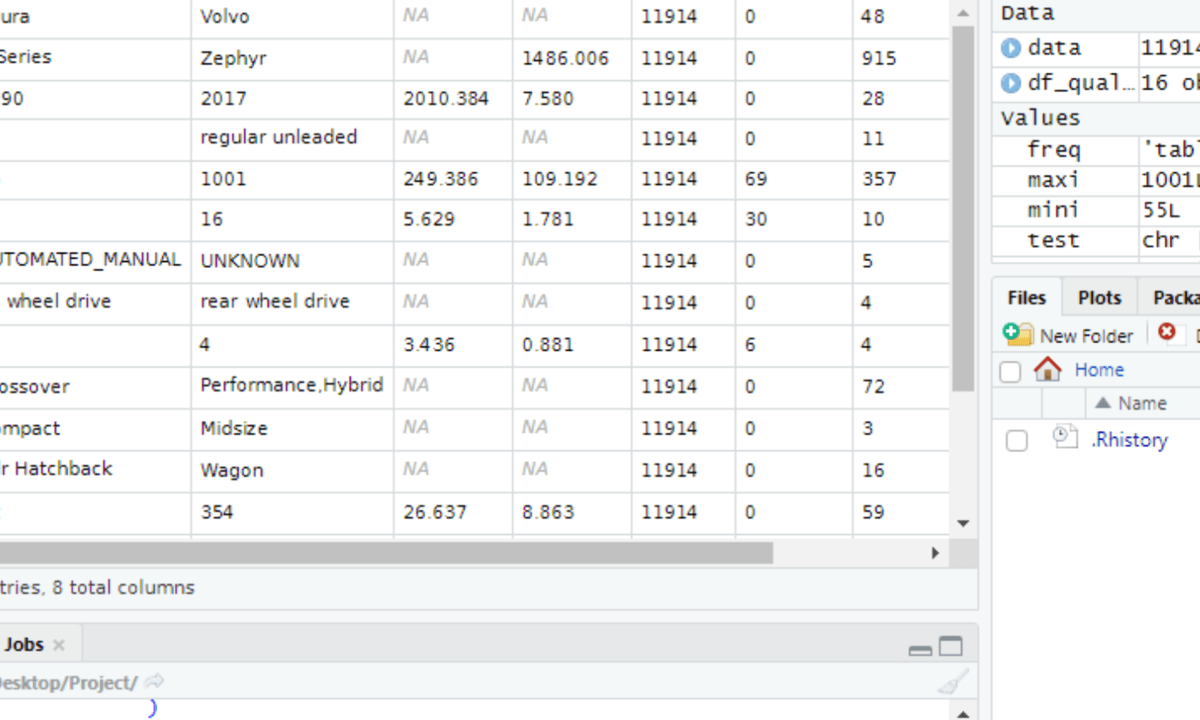 ura Volvo NA NA 11914 0 48
Series Zephyr NA 1486.006 11914 0 915
90 2017 2010.384 7.580 11914 0 28
regular unleaded NA NA 11914 0 11
1001 249.386 109.192 11914 69 357
16 5.629 1.781 11914 30 10
UTOMATED_MANUAL UNKNOWN NA NA 11914 0 5
wheel drive rear wheel drive NA NA 11914 0 4
4 3.436 0.881 11914 6 4
ossover Performance,Hybrid NA NA 11914 0 72
ompact Midsize NA NA 11914 0 3
r Hatchback Wagon NA NA 11914 0 16
354 26.637 8.863 11914 0 59
tries, 8 total columns
Jobs
esktop/Project/
)
Data
data 11914
df_qual… 16 ob
Values
freq 'tabl
maxi 1001L
mini 55L
test chr
Files Plots Packa
New Folder
Home
Name
.Rhistory